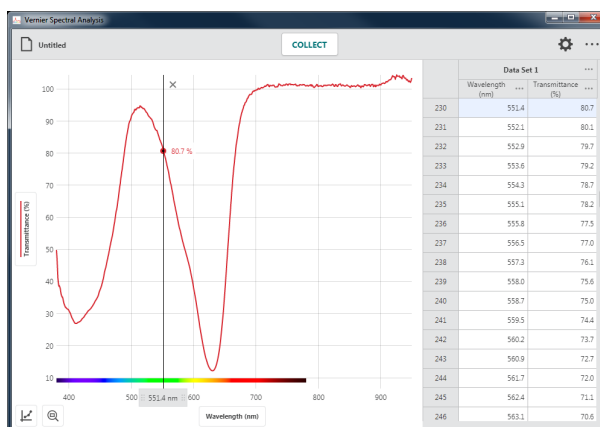 Vernier Spectral Analysis
Untitled
COLLECT
100
90
80
70
60
50
40
30
20
10
Transmittance (%)
80.7 %
400
500
600
700
800
900
551.4 nm
Wavelength (nm)
Data Set 1
Wavelength (nm) Transmittance (%)
230 551.4 80.7
231 552.1 80.1
232 552.9 79.7
233 553.6 79.2
234 554.3 78.7
235 555.1 78.2
236 555.8 77.5
237 556.5 77.0
238 557.3 76.1
239 558.0 75.6
240 558.7 75.0
241 559.5 74.4
242 560.2 73.7
243 560.9 72.7
244 561.7 72.0
245 562.4 71.1
246 563.1 70.6